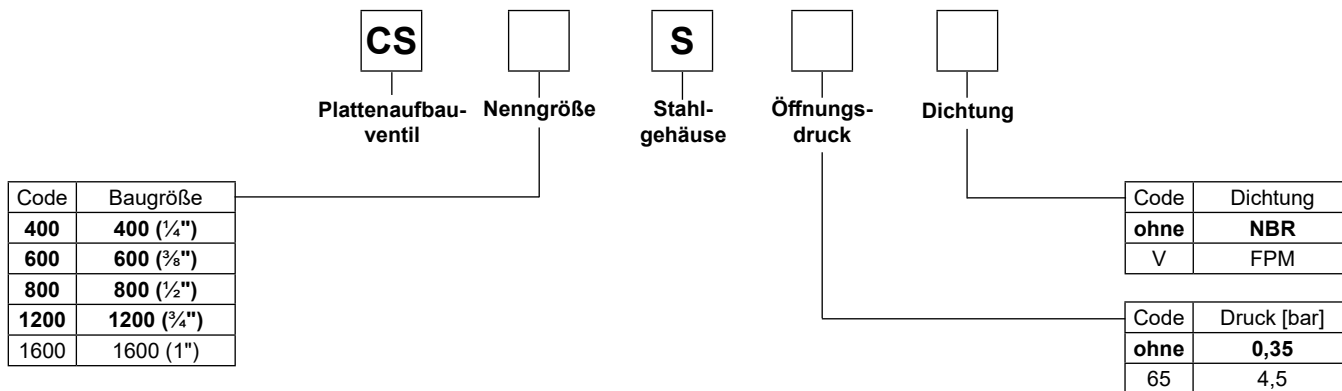 CS S
Plattenaufbau- Nenngröße Stahl- Öffnungs- Dichtung
ventil gehäuse druck
Code Baugröße
400 400 (¼")
600 600 (⅜")
800 800 (½")
1200 1200 (¾")
1600 1600 (1")
Code Dichtung
ohne NBR
V FPM
Code Druck [bar]
ohne 0,35
65 4,5